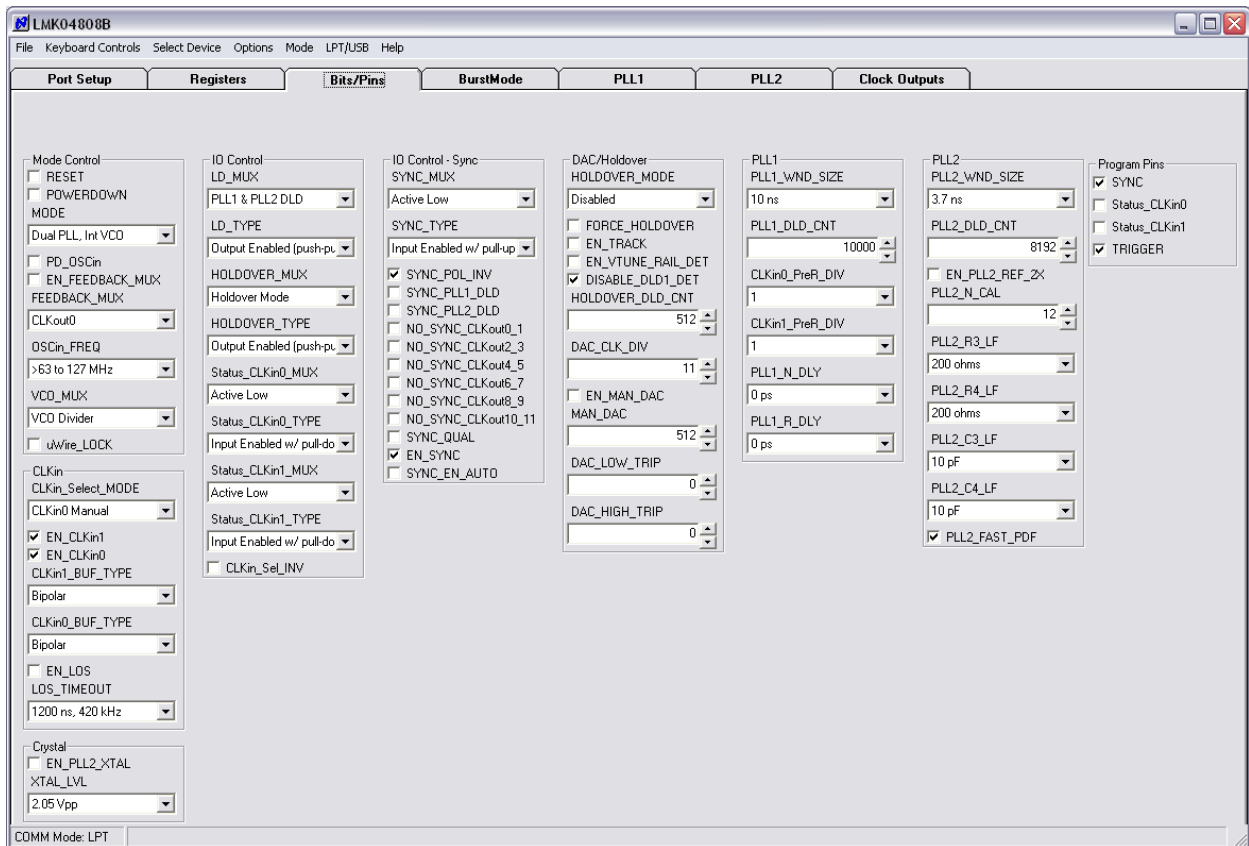 LMK04808B
File Keyboard Controls Select Device Options Mode LPT/USB Help
Port Setup Registers Bits/Pins BurstMode PLL1 PLL2 Clock Outputs
Mode Control
RESET
POWERDOWN
MODE
Dual PLL, Int VCO
PD_OSCin
EN_FEEDBACK_MUX
FEEDBACK_MUX
CLKout0
OSCin_FREQ
>63 to 127 MHz
VCO_MUX
VCO Divider
uWire_LOCK
CLKin
CLKin_Select_MODE
CLKin0 Manual
EN_CLKin1
EN_CLKin0
CLKin1_BUF_TYPE
Bipolar
CLKin0_BUF_TYPE
Bipolar
EN_LOS
LOS_TIMEOUT
1200 ns, 420 kHz
Crystal
EN_PLL2_XTAL
XTAL_LVL
2.05 Vpp
IO Control
LD_MUX
PLL1 & PLL2 DLD
LD_TYPE
Output Enabled (push-pu
HOLDOVER_MUX
Holdover Mode
HOLDOVER_TYPE
Output Enabled (push-pu
Status_CLKin0_MUX
Active Low
Status_CLKin0_TYPE
Input Enabled w/ pull-do
Status_CLKin1_MUX
Active Low
Status_CLKin1_TYPE
Input Enabled w/ pull-do
CLKin_Sel_INV
IO Control - Sync
SYNC_MUX
Active Low
SYNC_TYPE
Input Enabled w/ pull-up
SYNC_POL_INV
SYNC_PLL1_DLD
SYNC_PLL2_DLD
NO_SYNC_CLKout0_1
NO_SYNC_CLKout2_3
NO_SYNC_CLKout4_5
NO_SYNC_CLKout6_7
NO_SYNC_CLKout8_9
NO_SYNC_CLKout10_11
SYNC_QUAL
EN_SYNC
SYNC_EN_AUTO
DAC/Holdover
HOLDOVER_MODE
Disabled
FORCE_HOLDOVER
EN_TRACK
EN_VTUNE_RAIL_DET
DISABLE_DLD1_DET
HOLDOVER_DLD_CNT
512
DAC_CLK_DIV
11
EN_MAN_DAC
MAN_DAC
512
DAC_LOW_TRIP
0
DAC_HIGH_TRIP
0
PLL1
PLL1_WND_SIZE
10 ns
PLL1_DLD_CNT
10000
CLKin0_PreR_DIV
1
CLKin1_PreR_DIV
1
PLL1_N_DLY
0 ps
PLL1_R_DLY
0 ps
PLL2
PLL2_WND_SIZE
3.7 ns
PLL2_DLD_CNT
8192
EN_PLL2_REF_2X
PLL2_N_CAL
12
PLL2_R3_LF
200 ohms
PLL2_R4_LF
200 ohms
PLL2_C3_LF
10 pF
PLL2_C4_LF
10 pF
PLL2_FAST_PDF
Program Pins
SYNC
Status_CLKin0
Status_CLKin1
TRIGGER
COMM Mode: LPT